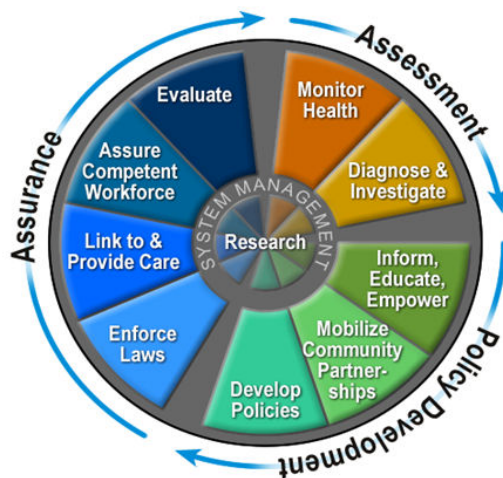 Assessment
Monitor
Health
Diagnose &
Investigate
Policy Development
Inform,
Educate,
Empower
Mobilize
Community
Partner-
ships
Develop
Policies
Assurance
Enforce
Laws
Link to &
Provide Care
Assure
Competent
Workforce
Evaluate
SYSTEM MANAGEMENT
Research